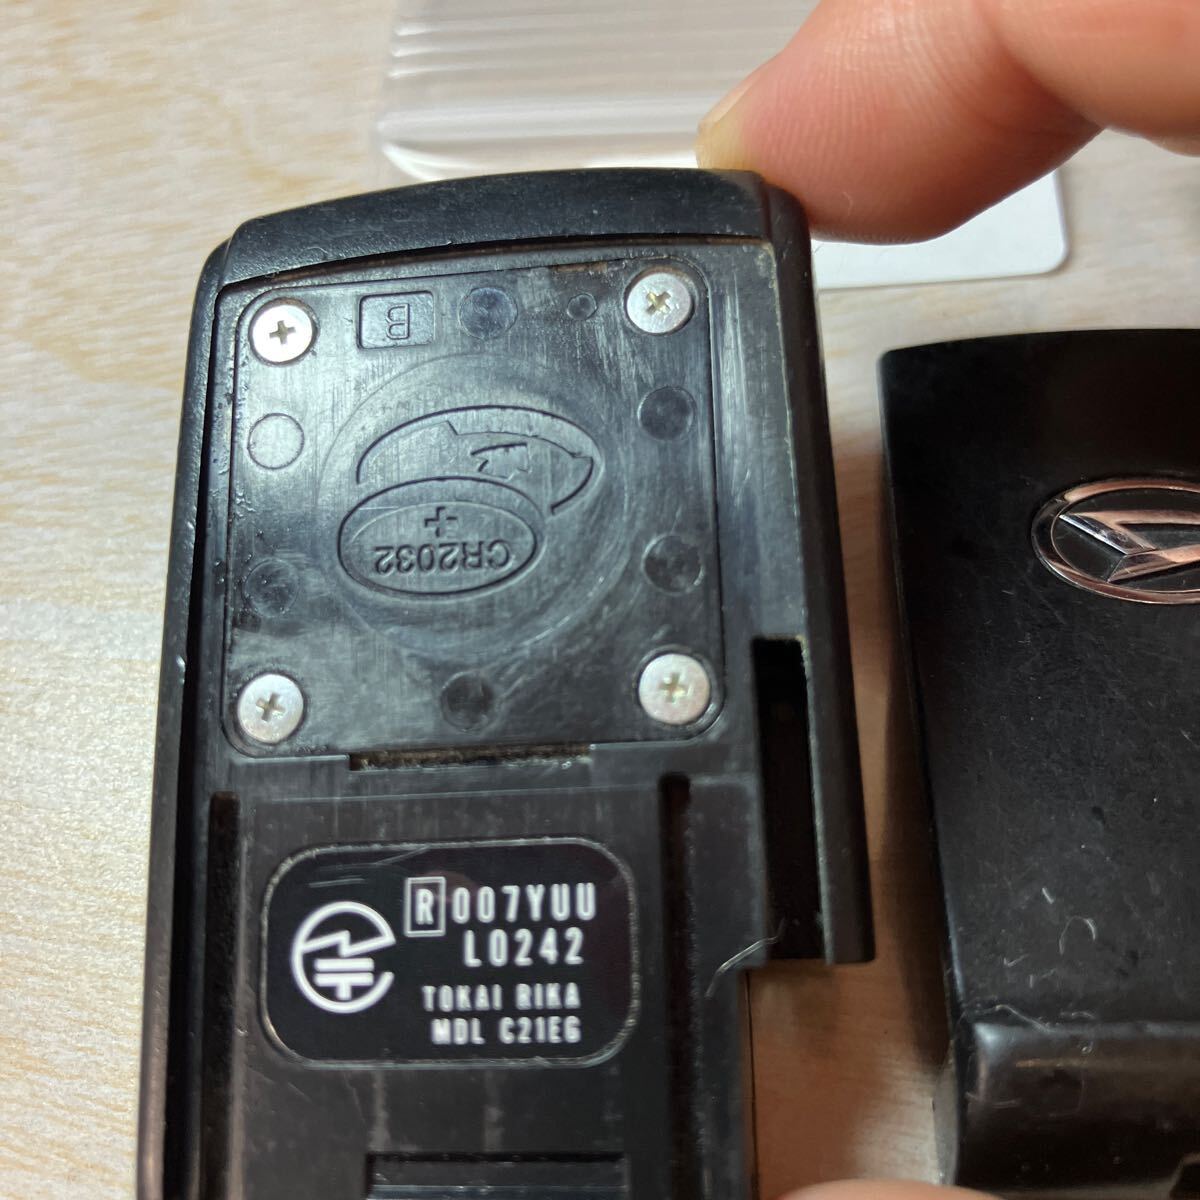 B
+
CR2032
R 007YUU
L0242
TOKAI RIKA
MDL C21EG